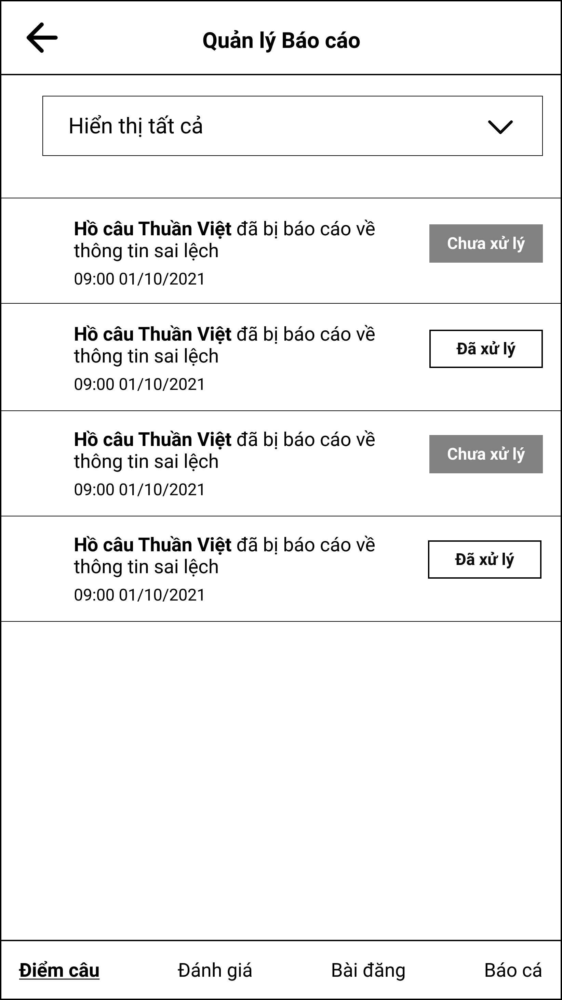 Quản lý Báo cáo
Hiển thị tất cả
Hồ câu Thuần Việt đã bị báo cáo về
thông tin sai lệch
Chưa xử lý
09:00 01/10/2021
Hồ câu Thuần Việt đã bị báo cáo về
thông tin sai lệch
Đã xử lý
09:00 01/10/2021
Hồ câu Thuần Việt đã bị báo cáo về
thông tin sai lệch
Chưa xử lý
09:00 01/10/2021
Hồ câu Thuần Việt đã bị báo cáo về
thông tin sai lệch
Đã xử lý
09:00 01/10/2021
Điểm câu Đánh giá Bài đăng Báo cá